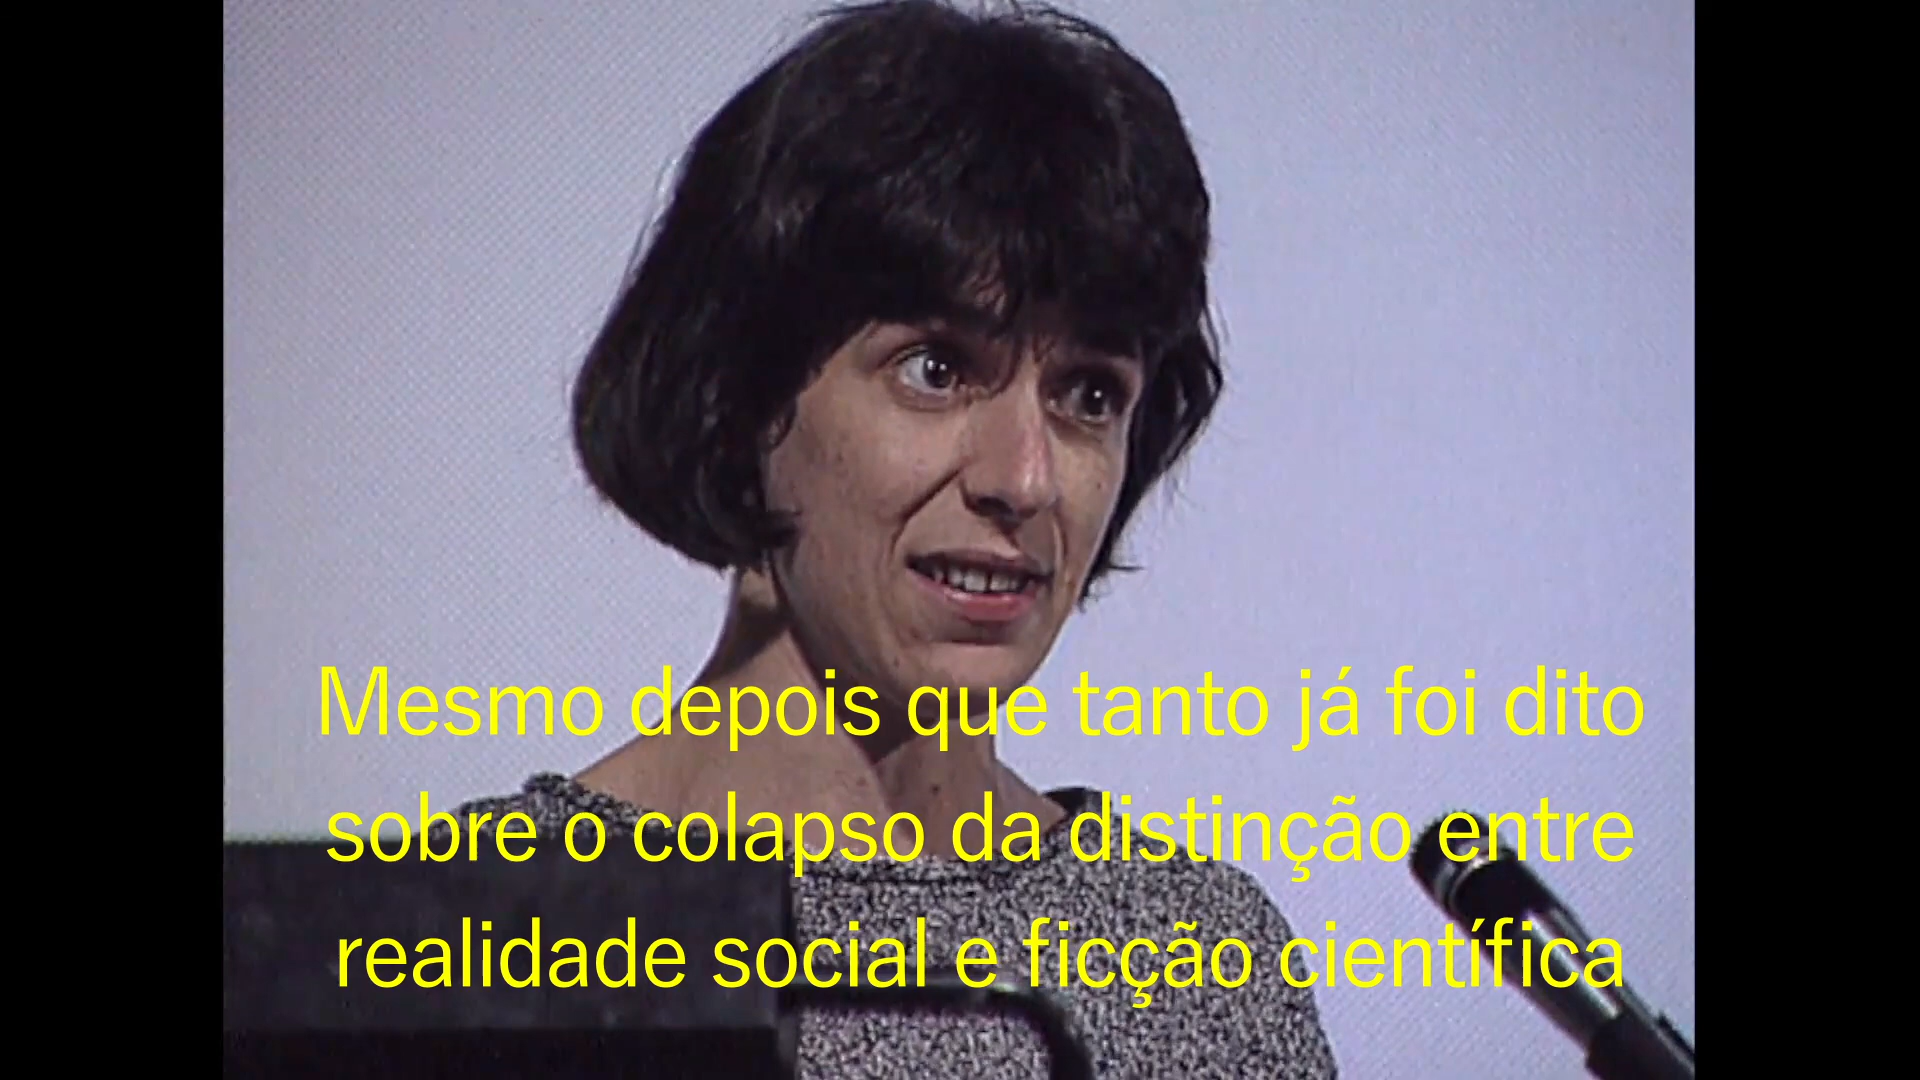 Mesmo depois que tanto já foi dito
sobre o colapso da distinção entre
realidade social e ficção científica